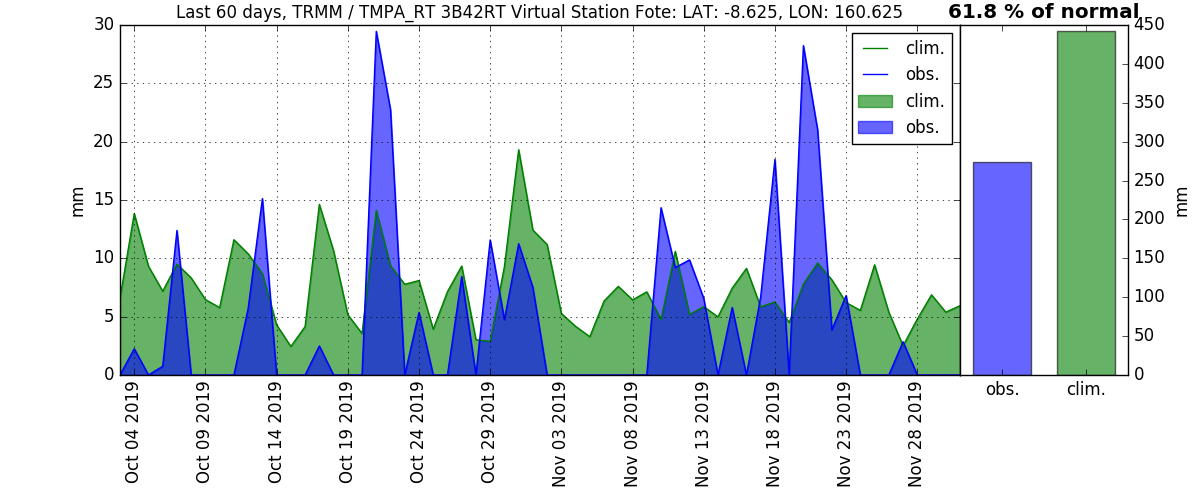 Last 60 days, TRMM / TMPA_RT 3B42RT Virtual Station Fote: LAT: -8.625, LON: 160.625
61.8 % of normal
30
25
20
15
10
5
0
mm
clim.
obs.
clim.
obs.
Oct 04 2019
Oct 09 2019
Oct 14 2019
Oct 19 2019
Oct 24 2019
Oct 29 2019
Nov 03 2019
Nov 08 2019
Nov 13 2019
Nov 18 2019
Nov 23 2019
Nov 28 2019
450
400
350
300
250
200
150
100
50
0
mm
obs.
clim.